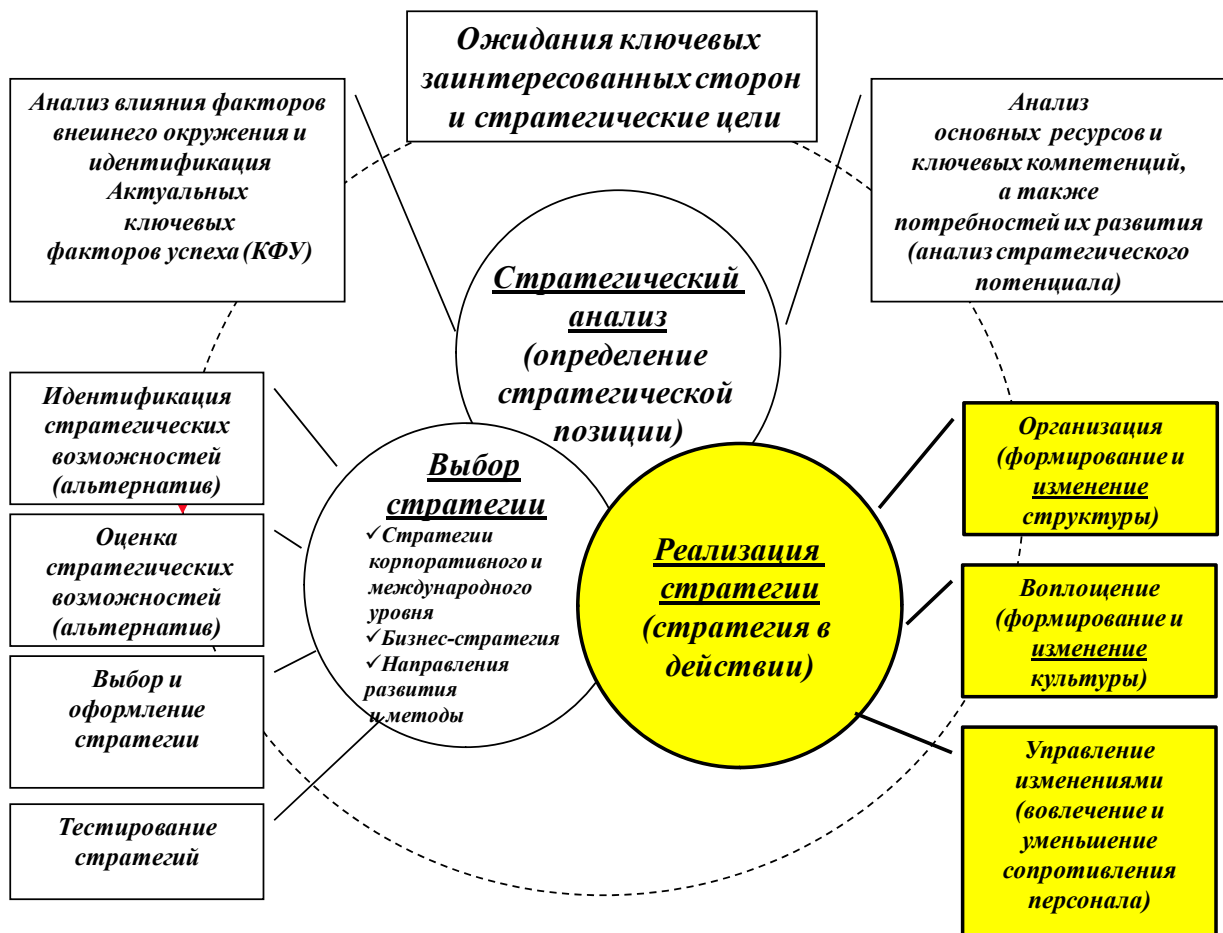 Ожидания ключевых
заинтересованных сторон
и стратегические цели
Анализ влияния факторов
внешнего окружения и
идентификация
Актуальных
ключевых
факторов успеха (КФУ)
Анализ
основных ресурсов и
ключевых компетенций,
а также
потребностей их развития
(анализ стратегического
потенциала)
Стратегический
анализ
(определение
стратегической
позиции)
Идентификация
стратегических
возможностей
(альтернатив)
Оценка
стратегических
возможностей
(альтернатив)
Выбор и
оформление
стратегии
Тестирование
стратегий
Выбор
стратегии
✓Стратегии
корпоративного и
международного
уровня
✓Бизнес-стратегия
✓Направления
развития
и методы
Реализация
стратегии
(стратегия в
действии)
Организация
(формирование и
изменение
структуры)
Воплощение
(формирование и
изменение
культуры)
Управление
изменениями
(вовлечение и
уменьшение
сопротивления
персонала)